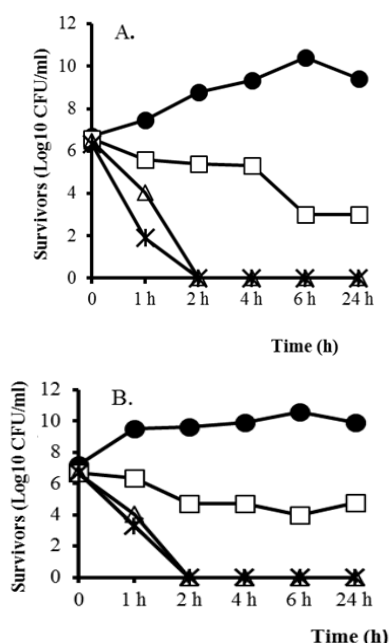 A.
12
10
8
6
4
2
0
Survivors (Log10 CFU/ml)
0 1 h 2 h 4 h 6 h 24 h
Time (h)
B.
12
10
8
6
4
2
0
Survivors (Log10 CFU/ml)
0 1 h 2 h 4 h 6 h 24 h
Time (h)